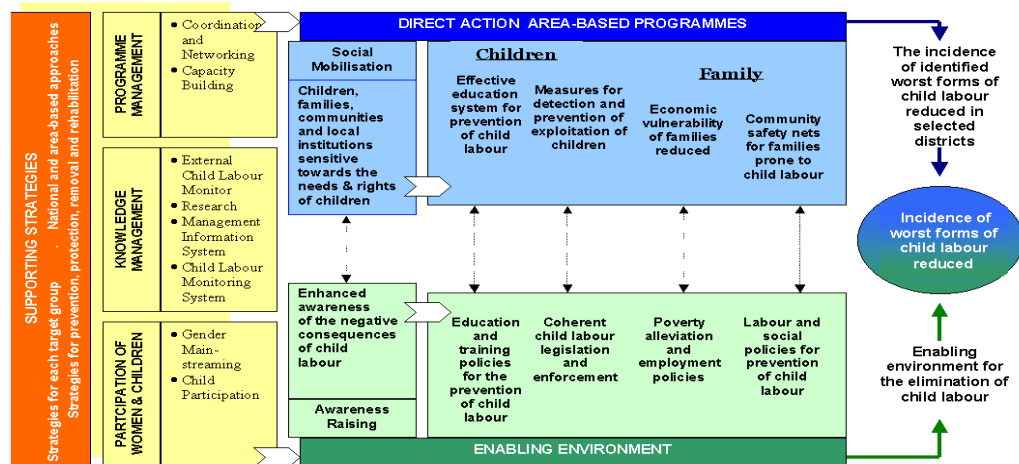 SUPPORTING STRATEGIES
Strategies for each target group . National and area-based approaches
Strategies for prevention, protection, removal and rehabilitation
PROGRAMME
MANAGEMENT
• Coordination
and
Networking
• Capacity
Building
KNOWLEDGE
MANAGEMENT
• External
Child Labour
Monitor
• Research
• Management
Information
System
• Child Labour
Monitoring
System
PARTCIPATION OF
WOMEN & CHILDREN
• Gender
Main-
streaming
• Child
Participation
DIRECT ACTION AREA-BASED PROGRAMMES
Social
Mobilisation
Children,
families,
communities
and local
institutions
sensitive
towards the
needs & rights
of children
Children
Effective
education
system for
prevention of
child
labour
Measures for
detection and
prevention of
exploitation of
children
Family
Economic
vulnerability
of families
reduced
Community
safety nets
for families
prone to
child labour
Enhanced
awareness
of the negative
consequences
of child
labour
Awareness
Raising
Education
and
training
policies
for the
prevention
of child
labour
Coherent
child labour
legislation
and
enforcement
Poverty
alleviation
and
employment
policies
Labour and
social
policies for
prevention
of child
labour
ENABLING ENVIRONMENT
The incidence
of identified
worst forms of
child labour
reduced in
selected
districts
Incidence of
worst forms of
child labour
reduced
Enabling
environment for
the elimination of
child labour